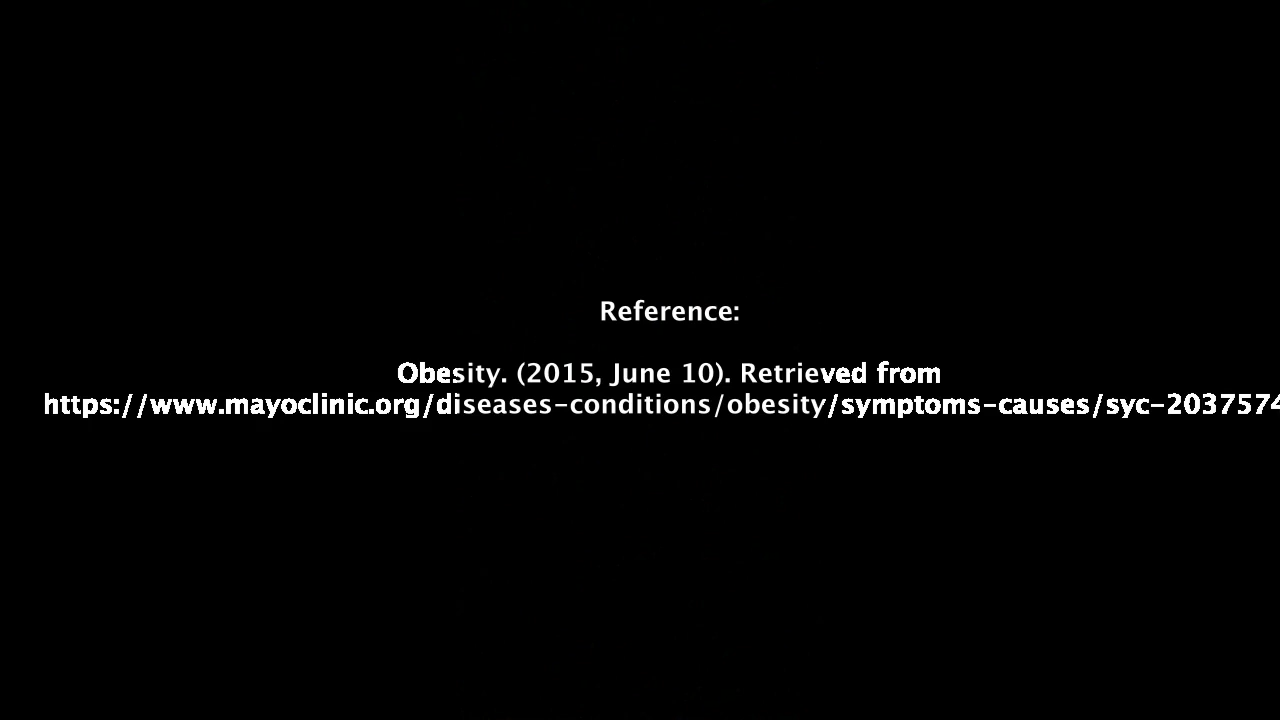 Reference:
Obesity. (2015, June 10). Retrieved from
https://www.mayoclinic.org/diseases-conditions/obesity/symptoms-causes/syc-2037574